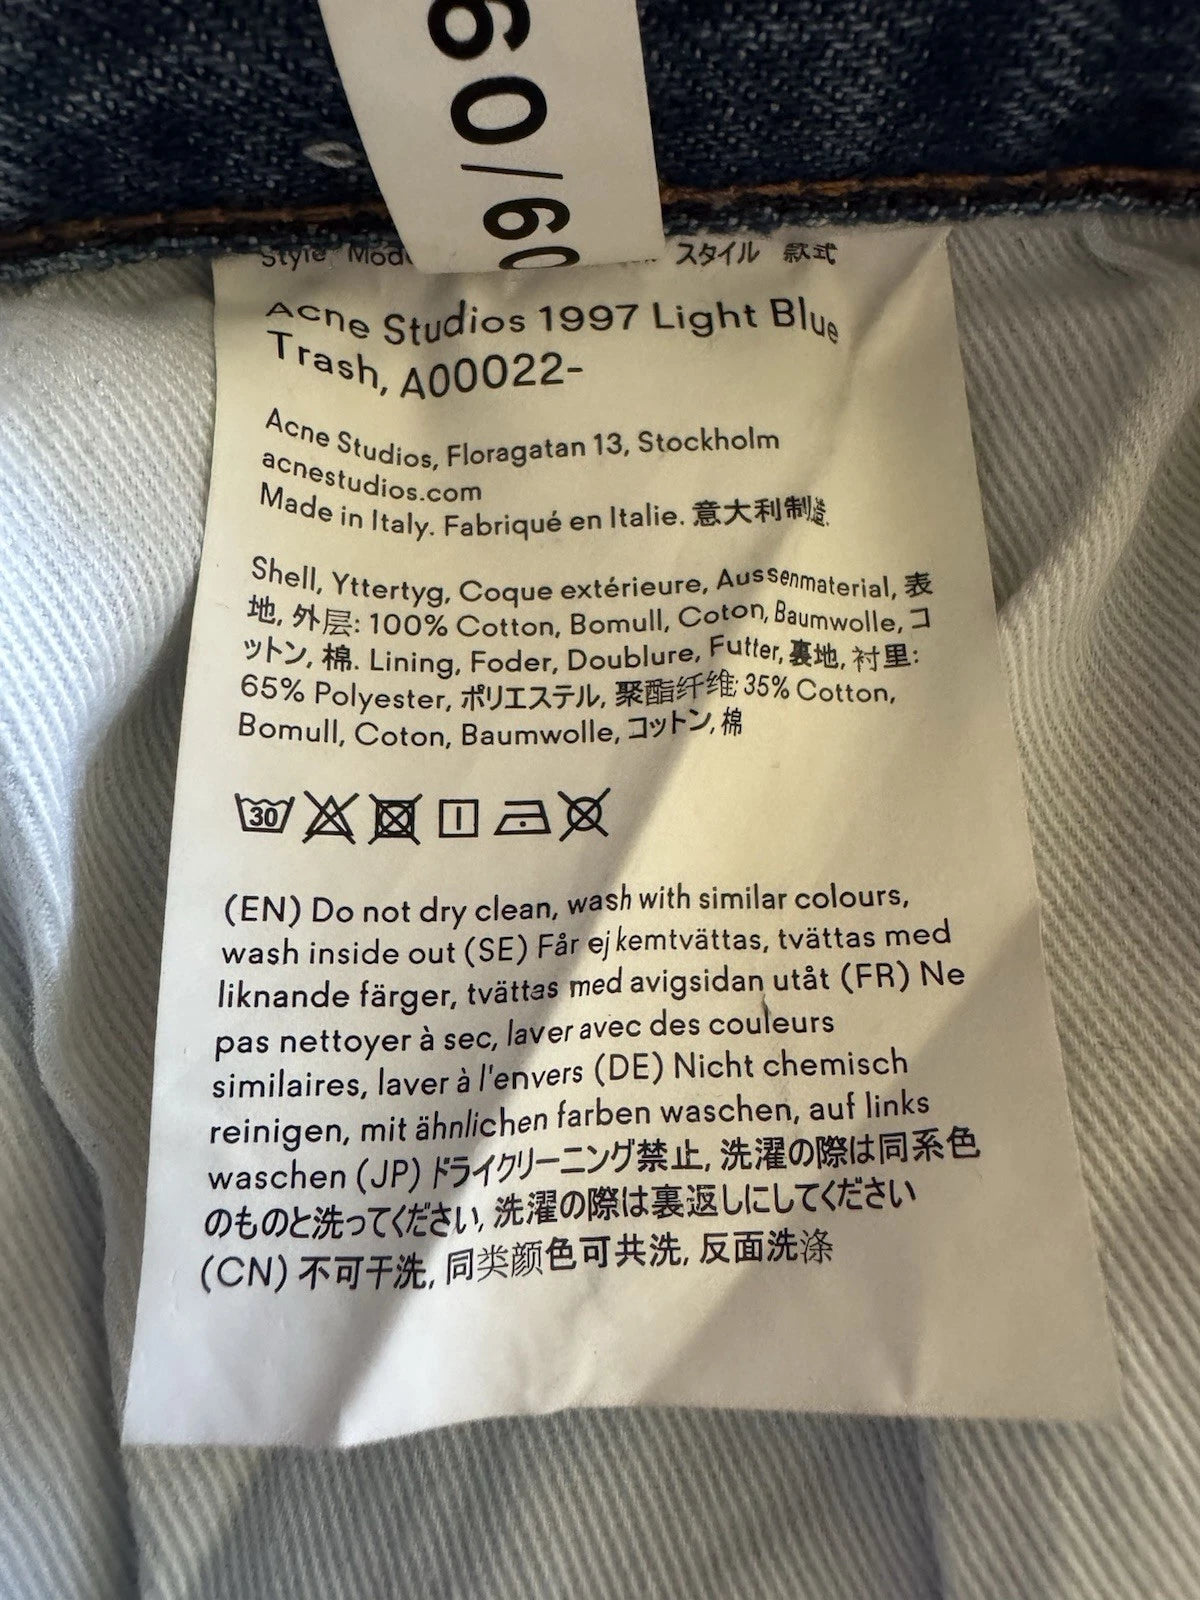 60/60
Style Mod スタイル 款式
Acne Studios 1997 Light Blue
Trash, A00022-
Acne Studios, Floragatan 13, Stockholm
acnestudios.com
Made in Italy. Fabriqué en Italie. 意大利制造.
Shell, Yttertyg, Coque extérieure, Aussenmaterial, 表
地, 外层: 100% Cotton, Bomull, Coton, Baumwolle, コ
ットン, 棉. Lining, Foder, Doublure, Futter, 裏地, 衬里:
65% Polyester, ポリエステル, 聚酯纤维; 35% Cotton,
Bomull, Coton, Baumwolle, コットン, 棉
30
(EN) Do not dry clean, wash with similar colours,
wash inside out (SE) Får ej kemtvättas, tvättas med
liknande färger, tvättas med avigsidan utåt (FR) Ne
pas nettoyer à sec, laver avec des couleurs
similaires, laver à l'envers (DE) Nicht chemisch
reinigen, mit ähnlichen farben waschen, auf links
waschen (JP) ドライクリーニング禁止, 洗濯の際は同系色
のものと洗ってください, 洗濯の際は裏返しにしてください
(CN) 不可干洗, 同类颜色可共洗, 反面洗涤